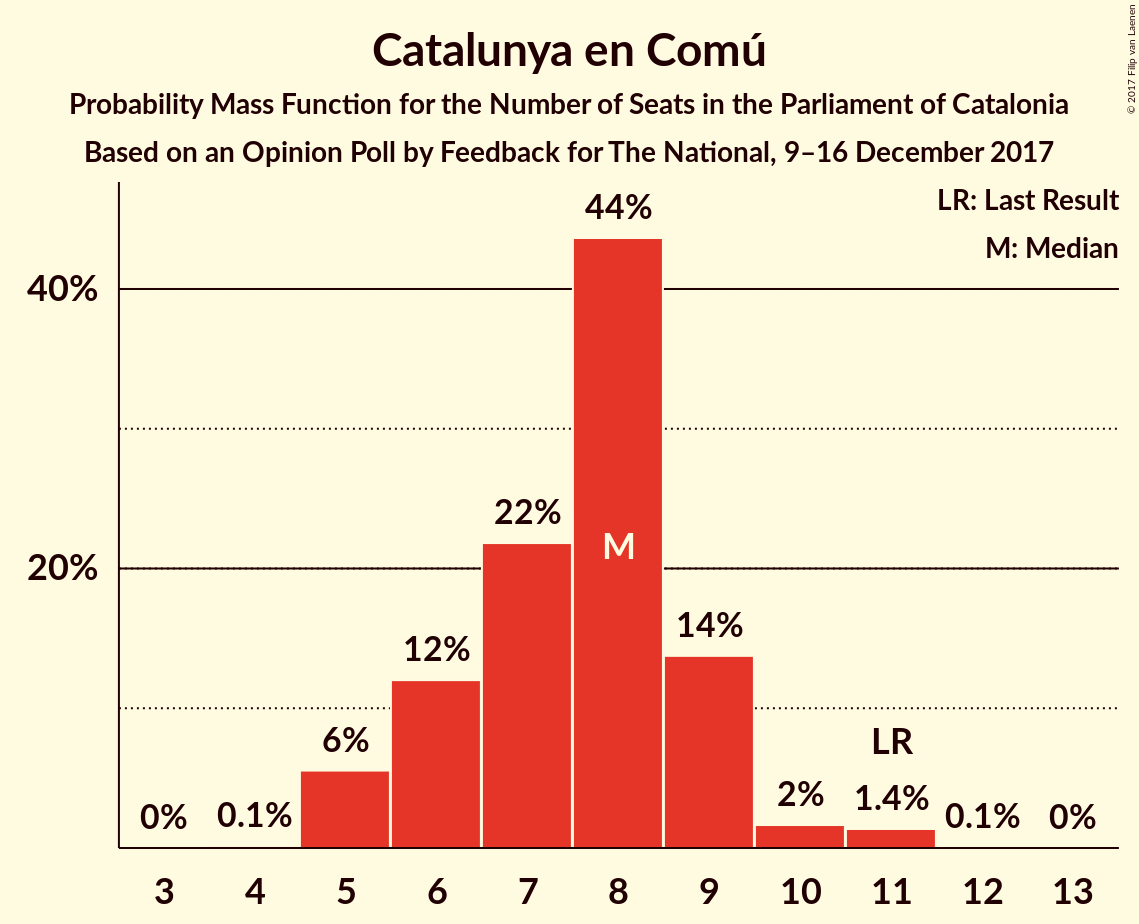 Catalunya en Comú
Probability Mass Function for the Number of Seats in the Parliament of Catalonia
Based on an Opinion Poll by Feedback for The National, 9–16 December 2017
© 2017 Filip van Laenen
LR: Last Result
M: Median
44%
40%
22%
M
20%
14%
12%
6%
LR
2%
1.4%
0%
0.1%
0.1%
0%
3 4 5 6 7 8 9 10 11 12 13